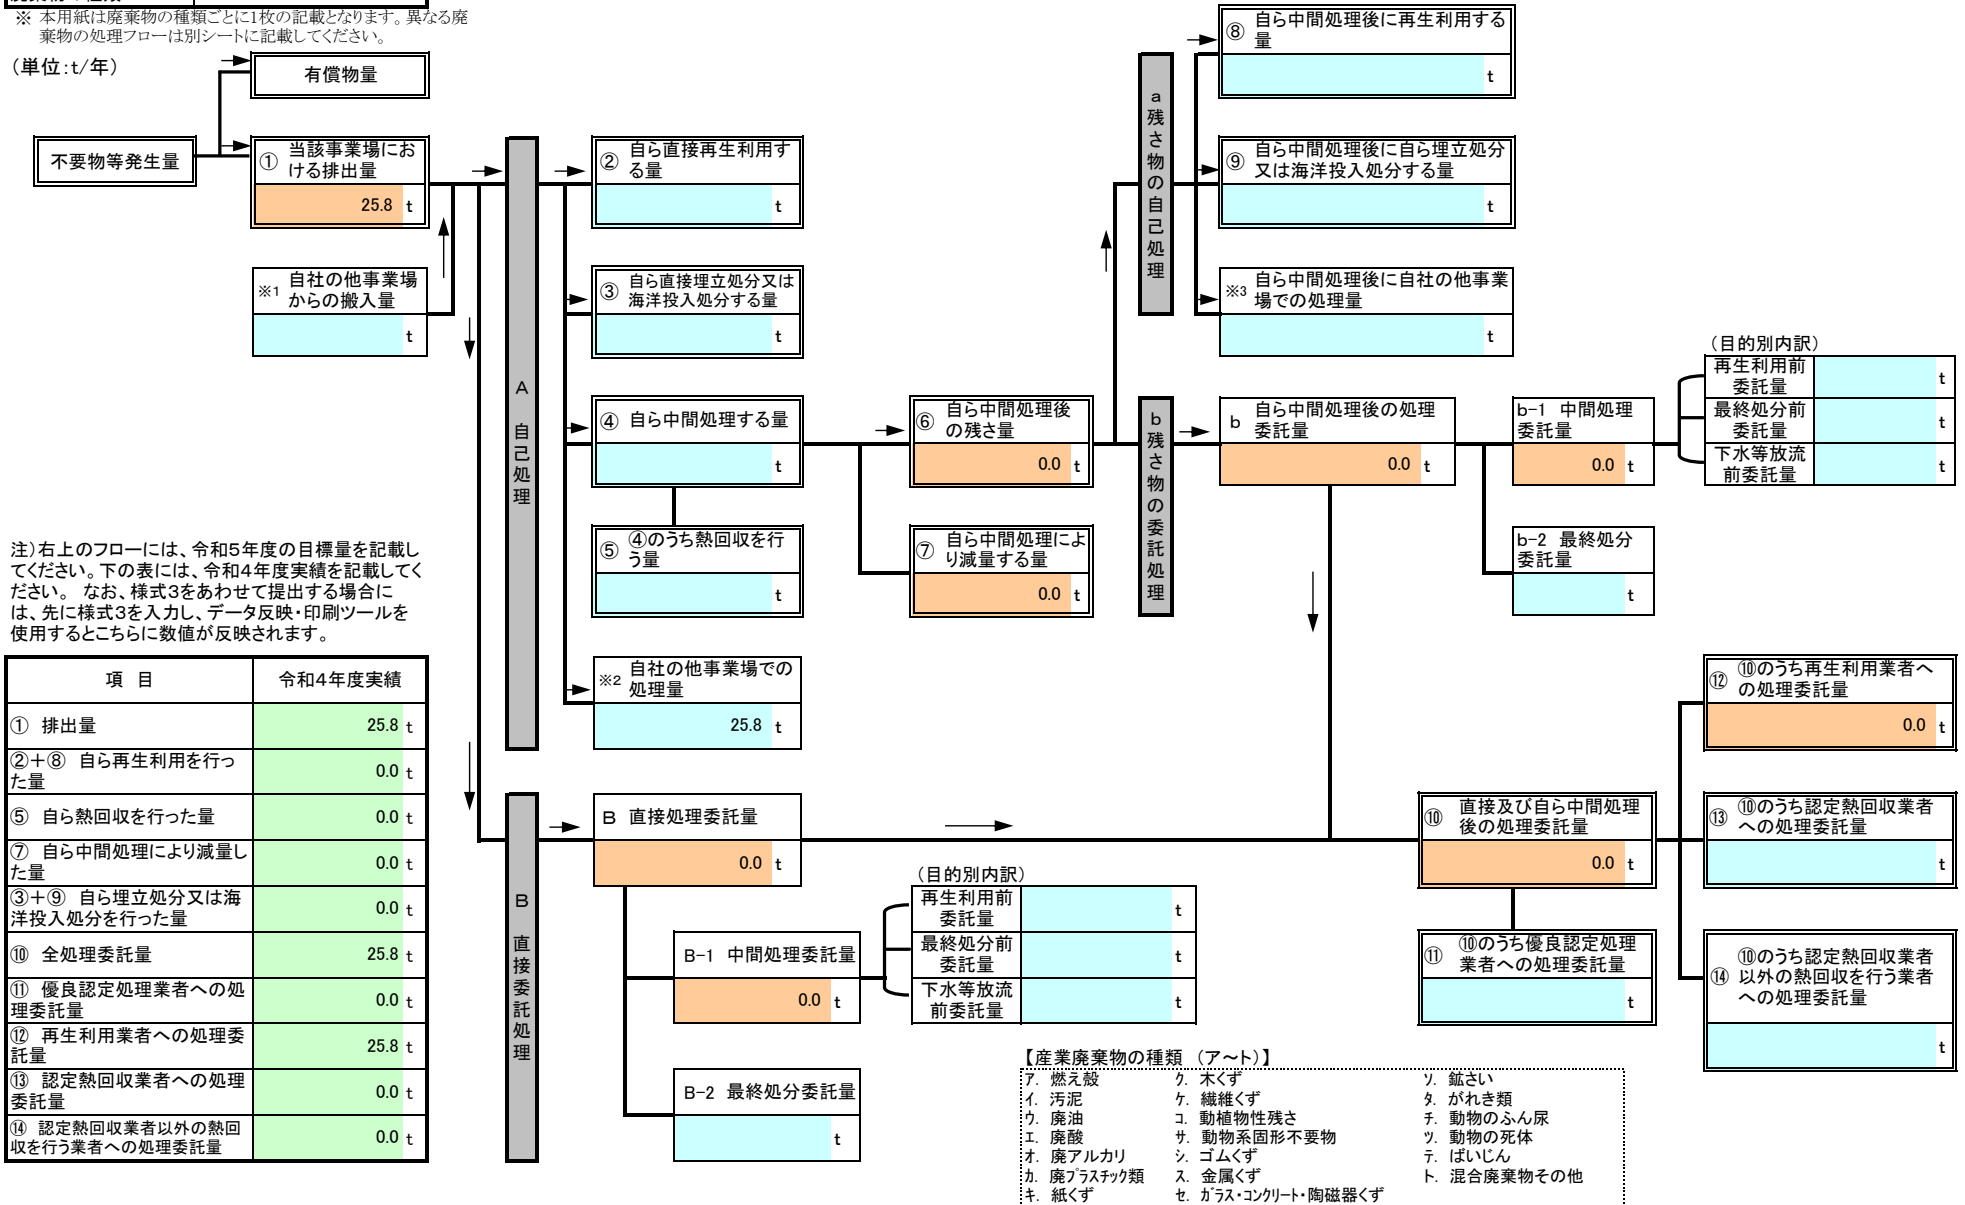 ※ 本用紙は廃棄物の種類ごとに1枚の記載となります。異なる廃
棄物の処理フローは別シートに記載してください。
（単位：t/年）
有償物量
不要物等発生量
① 当該事業場にお
ける排出量
25.8 t
※1 自社の他事業場
からの搬入量
t
A 自己処理
② 自ら直接再生利用す
る量
t
③ 自ら直接埋立処分又は
海洋投入処分する量
t
④ 自ら中間処理する量
t
⑤ ④のうち熱回収を行
う量
t
※2 自社の他事業場での
処理量
25.8 t
⑥ 自ら中間処理後
の残さ量
0.0 t
⑦ 自ら中間処理によ
り減量する量
0.0 t
a 残さ物の自己処理
⑧ 自ら中間処理後に再生利用する
量
t
⑨ 自ら中間処理後に自ら埋立処分
又は海洋投入処分する量
t
※3 自ら中間処理後に自社の他事業
場での処理量
t
b 残さ物の委託処理
b 自ら中間処理後の処理
委託量
0.0 t
b-1 中間処理
委託量
0.0 t
（目的別内訳）
再生利用前
委託量
t
最終処分前
委託量
t
下水等放流
前委託量
t
b-2 最終処分
委託量
t
B 直接委託処理
B 直接処理委託量
0.0 t
B-1 中間処理委託量
0.0 t
（目的別内訳）
再生利用前
委託量
t
最終処分前
委託量
t
下水等放流
前委託量
t
B-2 最終処分委託量
t
⑩ 直接及び自ら中間処理
後の処理委託量
0.0 t
⑪ ⑩のうち優良認定処理
業者への処理委託量
t
⑫ ⑩のうち再生利用業者へ
の処理委託量
0.0 t
⑬ ⑩のうち認定熱回収業者
への処理委託量
t
⑭ ⑩のうち認定熱回収業者
以外の熱回収を行う業者
への処理委託量
t
注）右上のフローには、令和5年度の目標量を記載し
てください。下の表には、令和4年度実績を記載してく
ださい。 なお、様式3をあわせて提出する場合に
は、先に様式3を入力し、データ反映・印刷ツールを
使用するとこちらに数値が反映されます。
項 目 令和4年度実績
① 排出量 25.8 t
②＋⑧ 自ら再生利用を行っ
た量 0.0 t
⑤ 自ら熱回収を行った量 0.0 t
⑦ 自ら中間処理により減量し
た量 0.0 t
③＋⑨ 自ら埋立処分又は海
洋投入処分を行った量 0.0 t
⑩ 全処理委託量 25.8 t
⑪ 優良認定処理業者への処
理委託量 0.0 t
⑫ 再生利用業者への処理委
託量 25.8 t
⑬ 認定熱回収業者への処理
委託量 0.0 t
⑭ 認定熱回収業者以外の熱回
収を行う業者への処理委託量 0.0 t
【産業廃棄物の種類 （ア～ト）】
ア. 燃え殻 ク. 木くず ソ. 鉱さい
イ. 汚泥 ケ. 繊維くず タ. がれき類
ウ. 廃油 コ. 動植物性残さ チ. 動物のふん尿
エ. 廃酸 サ. 動物系固形不要物 ツ. 動物の死体
オ. 廃アルカリ シ. ゴムくず テ. ばいじん
カ. 廃プラスチック類 ス. 金属くず ト. 混合廃棄物その他
キ. 紙くず セ. ガラス・コンクリート・陶磁器くず